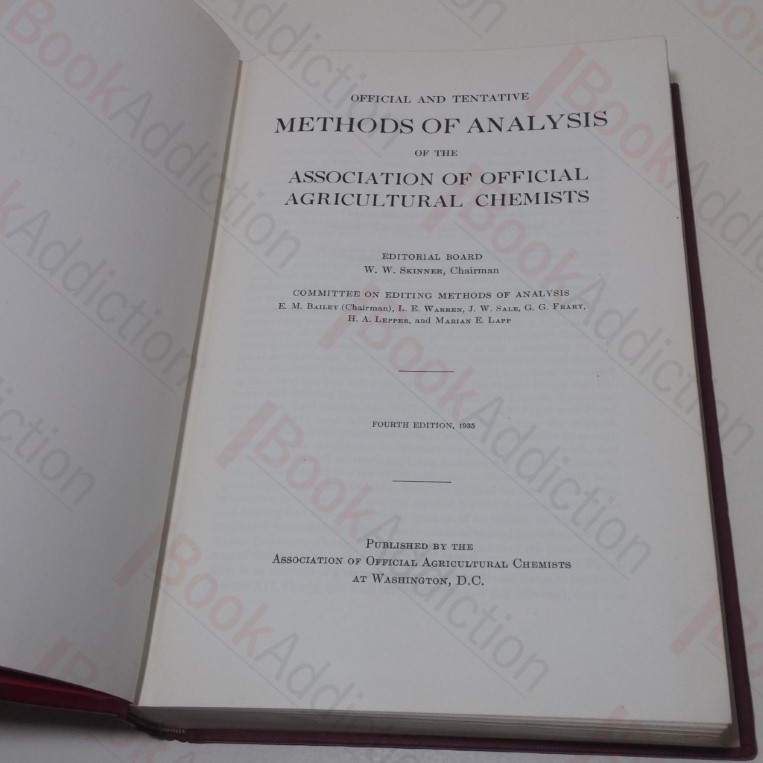 OFFICIAL AND TENTATIVE
METHODS OF ANALYSIS
OF THE
ASSOCIATION OF OFFICIAL
AGRICULTURAL CHEMISTS
EDITORIAL BOARD
W. W. SKINNER, Chairman
COMMITTEE ON EDITING METHODS OF ANALYSIS
E. M. BAILEY (Chairman), L. E. WARREN, J. W. SALE, G. G. FRARY,
H. A. LEPPER, and MARIAN E. LAPP
FOURTH EDITION, 1935
PUBLISHED BY THE
ASSOCIATION OF OFFICIAL AGRICULTURAL CHEMISTS
AT WASHINGTON, D.C.
BookAddiction